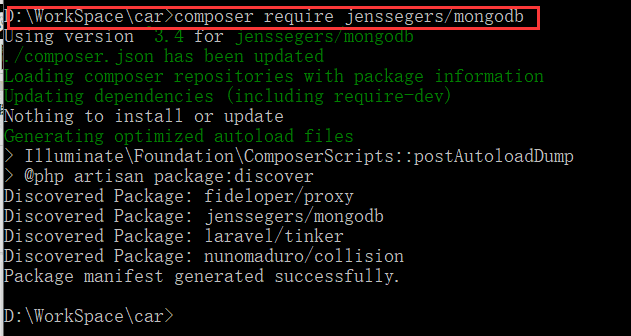 D:\WorkSpace\car>composer require jenssegers/mongodb
Using version  3.4 for jenssegers/mongodb
./composer.json has been updated
Loading composer repositories with package information
Updating dependencies (including require-dev)
Nothing to install or update
Generating optimized autoload files
> Illuminate\Foundation\ComposerScripts::postAutoloadDump
> @php artisan package:discover
Discovered Package: fideloper/proxy
Discovered Package: jenssegers/mongodb
Discovered Package: laravel/tinker
Discovered Package: nunomaduro/collision
Package manifest generated successfully.
D:\WorkSpace\car>